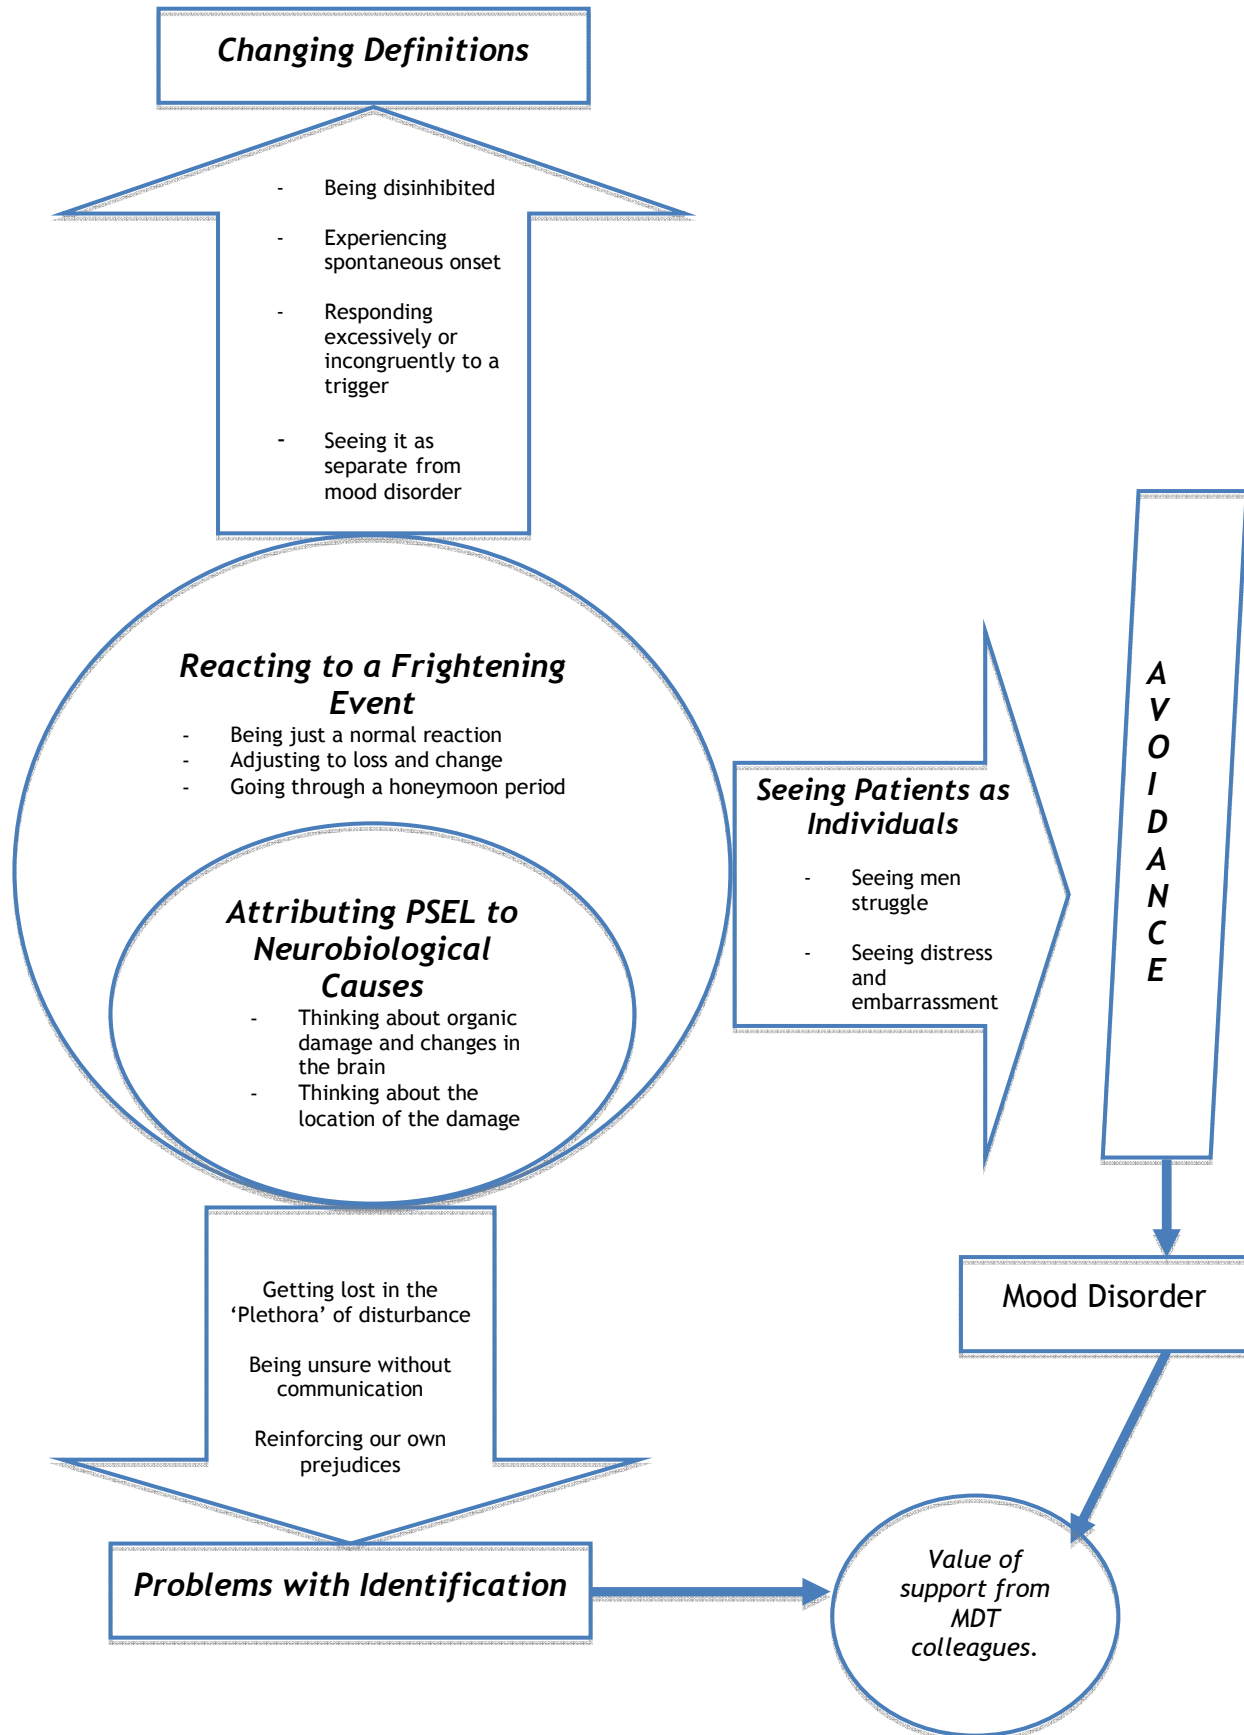 Changing Definitions
- Being disinhibited
- Experiencing
spontaneous onset
- Responding
excessively or
incongruently to a
trigger
- Seeing it as
separate from
mood disorder
Reacting to a Frightening
Event
- Being just a normal reaction
- Adjusting to loss and change
- Going through a honeymoon period
Attributing PSEL to
Neurobiological
Causes
- Thinking about organic
damage and changes in
the brain
- Thinking about the
location of the damage
Seeing Patients as
Individuals
- Seeing men
struggle
- Seeing distress
and
embarrassment
A
V
O
I
D
A
N
C
E
Mood Disorder
Getting lost in the
‘Plethora’ of disturbance
Being unsure without
communication
Reinforcing our own
prejudices
Problems with Identification
Value of
support from
MDT
colleagues.